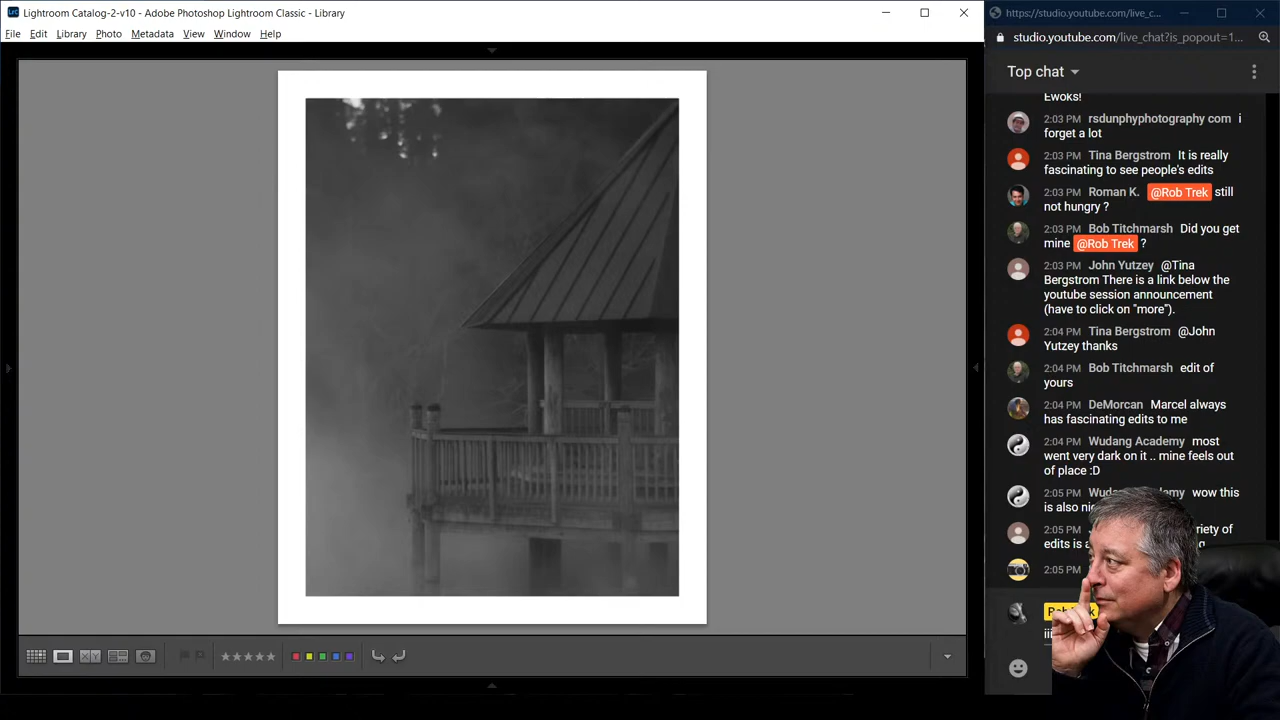 Lightroom Catalog-2-v10 - Adobe Photoshop Lightroom Classic - Library
File Edit Library Photo Metadata View Window Help
https://studio.youtube.com/live_c...
studio.youtube.com/live_chat?is_popout=1...
Top chat
Ewoks!
2:03 PM rsdunphyphotography com i
forget a lot
2:03 PM Tina Bergstrom It is really
fascinating to see people's edits
2:03 PM Roman K. @Rob Trek still
not hungry ?
2:03 PM Bob Titchmarsh Did you get
mine @Rob Trek ?
2:03 PM John Yutzey @Tina
Bergstrom There is a link below the
youtube session announcement
(have to click on "more").
2:04 PM Tina Bergstrom @John
Yutzey thanks
2:04 PM Bob Titchmarsh edit of
yours
2:04 PM DeMorcan Marcel always
has fascinating edits to me
2:04 PM Wudang Academy most
went very dark on it .. mine feels out
of place :D
2:05 PM wow this
is also
2:05 PM of
edits is
2:05 PM
XY